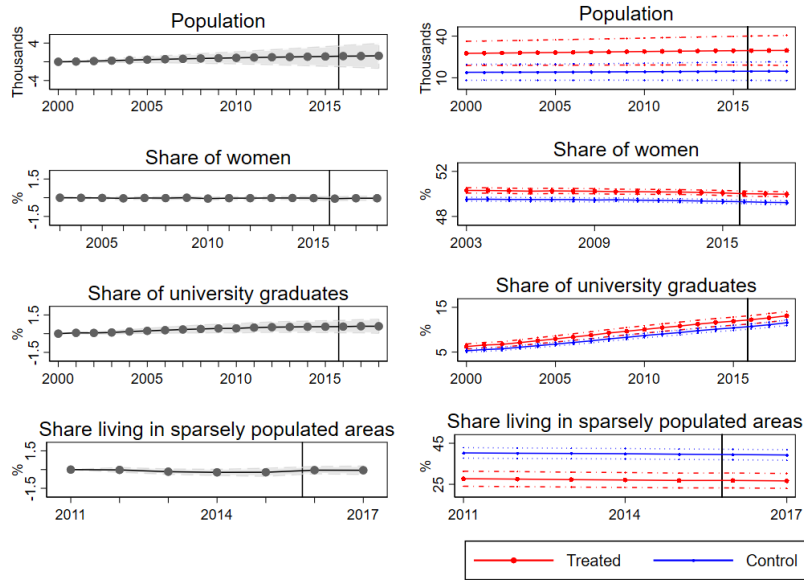 Population
Thousands
4
-4
2000 2005 2010 2015
Population
Thousands
40
10
2000 2005 2010 2015
Share of women
%
1.5
-1.5
2005 2010 2015
Share of women
%
52
48
2003 2009 2015
Share of university graduates
%
1.5
-1.5
2000 2005 2010 2015
Share of university graduates
%
15
5
2000 2005 2010 2015
Share living in sparsely populated areas
%
1.5
-1.5
2011 2014 2017
Share living in sparsely populated areas
%
45
25
2011 2014 2017
Treated Control